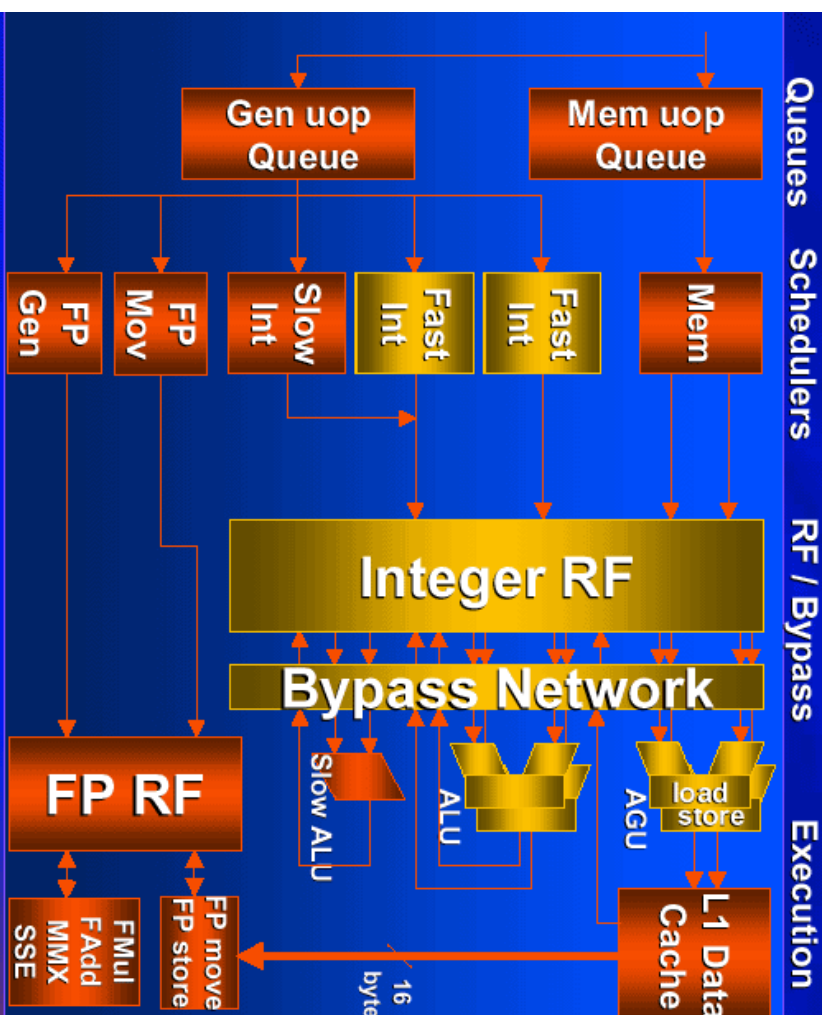 Gen uop
Queue
Mem uop
Queue
Queues
FP
Gen
FP
Mov
Slow
Int
Fast
Int
Fast
Int
Mem
Schedulers
Integer RF
RF / Bypass
Bypass Network
FP RF
Slow ALU
ALU
load
store
AGU
Execution
FMul
FAdd
MMX
SSE
FP move
FP store
16
byte
L1 Data
Cache